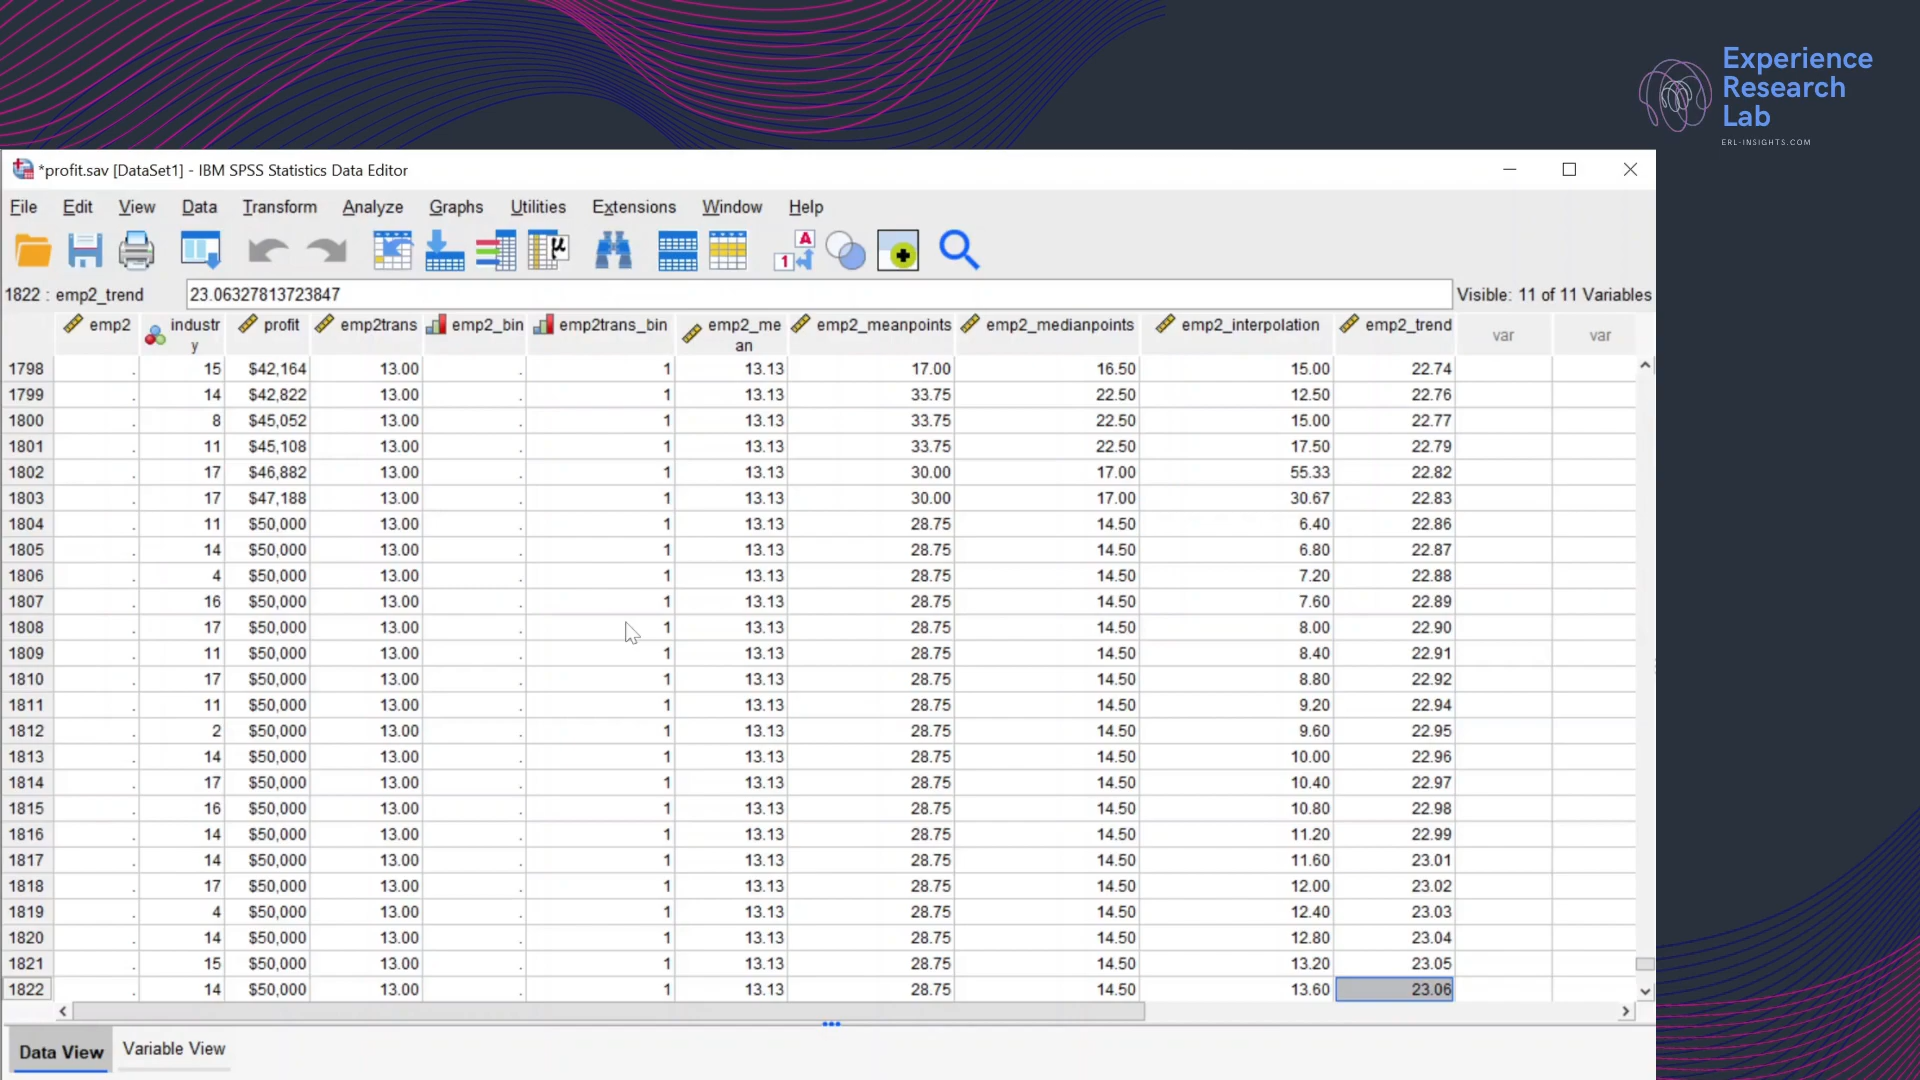 Experience
Research
Lab
ERL-INSIGHTS.COM
*profit.sav [DataSet1] - IBM SPSS Statistics Data Editor
File Edit View Data Transform Analyze Graphs Utilities Extensions Window Help
1822 : emp2_trend 23.06327813723847 Visible: 11 of 11 Variables
emp2 industr profit emp2trans emp2_bin emp2trans_bin emp2_me emp2_meanpoints emp2_medianpoints emp2_interpolation emp2_trend var var
y an
1798 . 15 $42,164 13.00 . 1 13.13 17.00 16.50 15.00 22.74
1799 . 14 $42,822 13.00 . 1 13.13 33.75 22.50 12.50 22.76
1800 . 8 $45,052 13.00 . 1 13.13 33.75 22.50 15.00 22.77
1801 . 11 $45,108 13.00 . 1 13.13 33.75 22.50 17.50 22.79
1802 . 17 $46,882 13.00 . 1 13.13 30.00 17.00 55.33 22.82
1803 . 17 $47,188 13.00 . 1 13.13 30.00 17.00 30.67 22.83
1804 . 11 $50,000 13.00 . 1 13.13 28.75 14.50 6.40 22.86
1805 . 14 $50,000 13.00 . 1 13.13 28.75 14.50 6.80 22.87
1806 . 4 $50,000 13.00 . 1 13.13 28.75 14.50 7.20 22.88
1807 . 16 $50,000 13.00 . 1 13.13 28.75 14.50 7.60 22.89
1808 . 17 $50,000 13.00 . 1 13.13 28.75 14.50 8.00 22.90
1809 . 11 $50,000 13.00 . 1 13.13 28.75 14.50 8.40 22.91
1810 . 17 $50,000 13.00 . 1 13.13 28.75 14.50 8.80 22.92
1811 . 11 $50,000 13.00 . 1 13.13 28.75 14.50 9.20 22.94
1812 . 2 $50,000 13.00 . 1 13.13 28.75 14.50 9.60 22.95
1813 . 14 $50,000 13.00 . 1 13.13 28.75 14.50 10.00 22.96
1814 . 17 $50,000 13.00 . 1 13.13 28.75 14.50 10.40 22.97
1815 . 16 $50,000 13.00 . 1 13.13 28.75 14.50 10.80 22.98
1816 . 14 $50,000 13.00 . 1 13.13 28.75 14.50 11.20 22.99
1817 . 14 $50,000 13.00 . 1 13.13 28.75 14.50 11.60 23.01
1818 . 17 $50,000 13.00 . 1 13.13 28.75 14.50 12.00 23.02
1819 . 4 $50,000 13.00 . 1 13.13 28.75 14.50 12.40 23.03
1820 . 14 $50,000 13.00 . 1 13.13 28.75 14.50 12.80 23.04
1821 . 15 $50,000 13.00 . 1 13.13 28.75 14.50 13.20 23.05
1822 . 14 $50,000 13.00 . 1 13.13 28.75 14.50 13.60 23.06
Data View Variable View